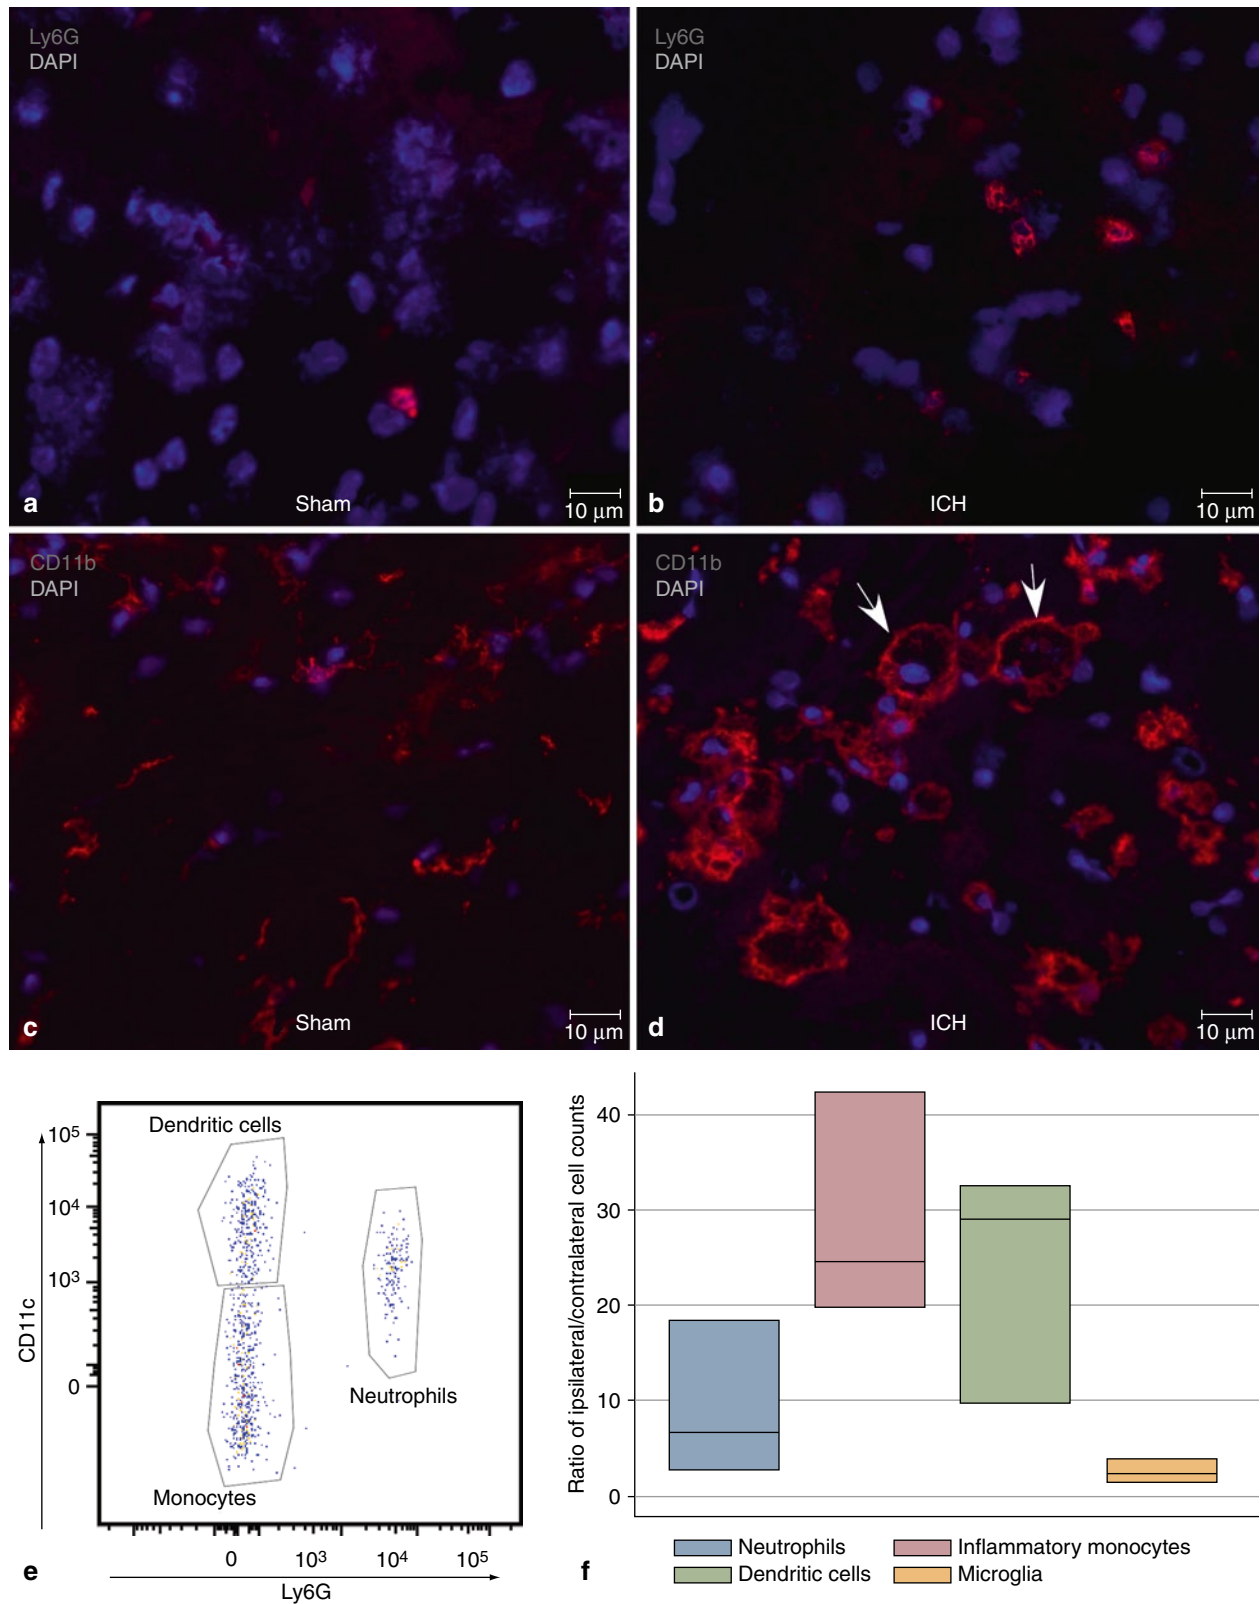 Ly6G
DAPI
a
Sham
10 µm
Ly6G
DAPI
b
ICH
10 µm
CD11b
DAPI
c
Sham
10 µm
CD11b
DAPI
d
ICH
10 µm
Dendritic cells
10⁵
10⁴
10³
0
CD11c
Neutrophils
Monocytes
0 10³ 10⁴ 10⁵
e
Ly6G
Ratio of ipsilateral/contralateral cell counts
40
30
20
10
0
f
Neutrophils Inflammatory monocytes
Dendritic cells Microglia